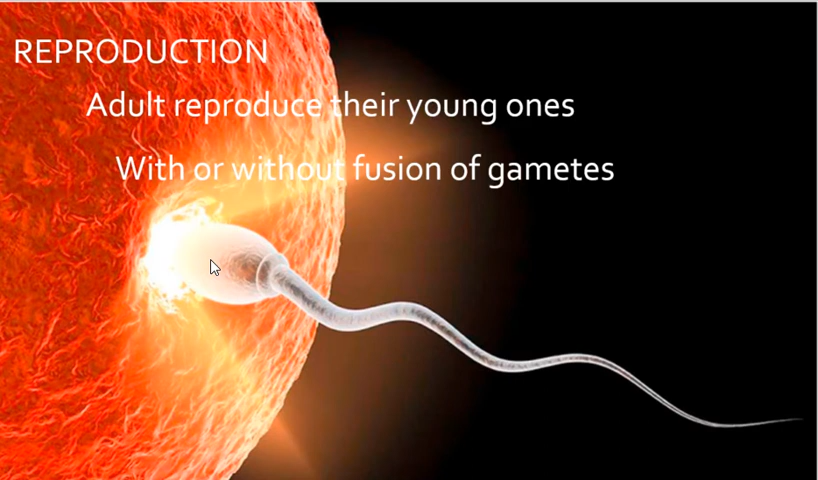 REPRODUCTION
Adult reproduce their young ones
With or without fusion of gametes